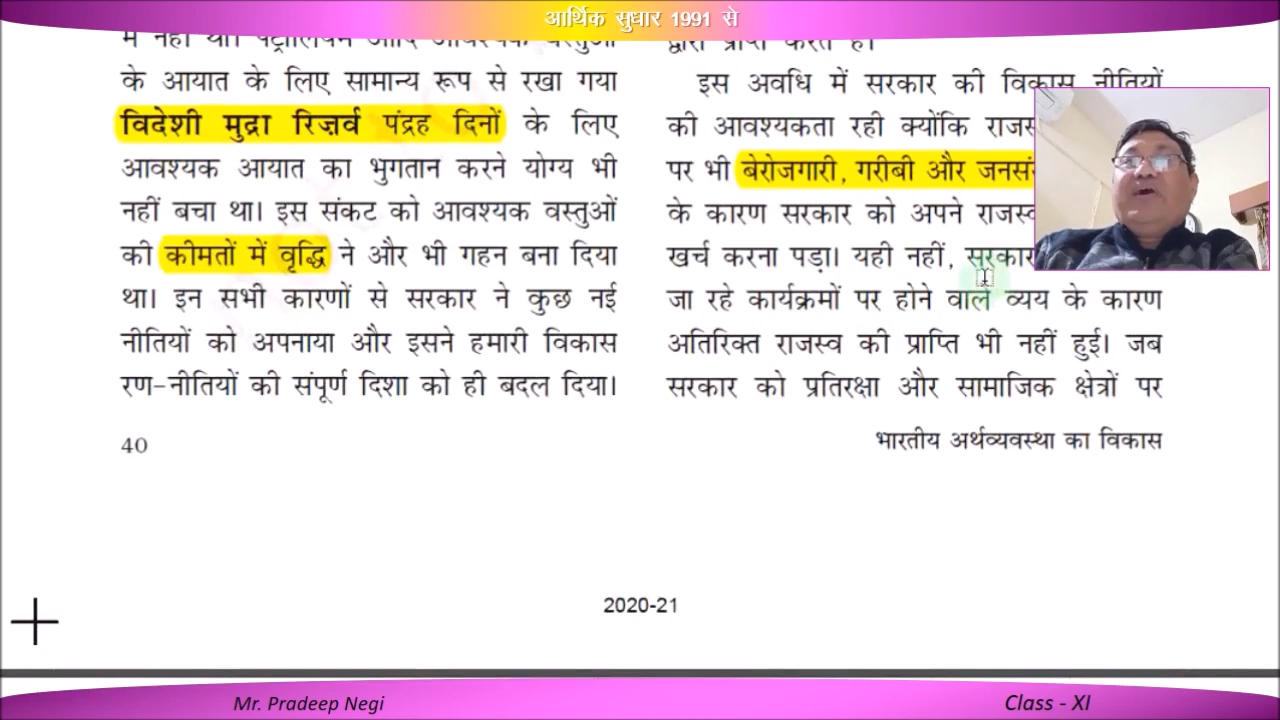 आर्थिक सुधार 1991 से
के आयात के लिए सामान्य रूप से रखा गया
विदेशी मुद्रा रिज़र्व पंद्रह दिनों के लिए
आवश्यक आयात का भुगतान करने योग्य भी
नहीं बचा था। इस संकट को आवश्यक वस्तुओं
की कीमतों में वृद्धि ने और भी गहन बना दिया
था। इन सभी कारणों से सरकार ने कुछ नई
नीतियों को अपनाया और इसने हमारी विकास
रण-नीतियों की संपूर्ण दिशा को ही बदल दिया।
40
इस अवधि में सरकार की विकास नीतियों
की आवश्यकता रही क्योंकि
पर भी बेरोजगारी, गरीबी और
के कारण सरकार को अपने
खर्च करना पड़ा। यही नहीं, सरकार
जा रहे कार्यक्रमों पर होने वाले व्यय के कारण
अतिरिक्त राजस्व की प्राप्ति भी नहीं हुई। जब
सरकार को प्रतिरक्षा और सामाजिक क्षेत्रों पर
भारतीय अर्थव्यवस्था का विकास
2020-21
Mr. Pradeep Negi
Class - XI